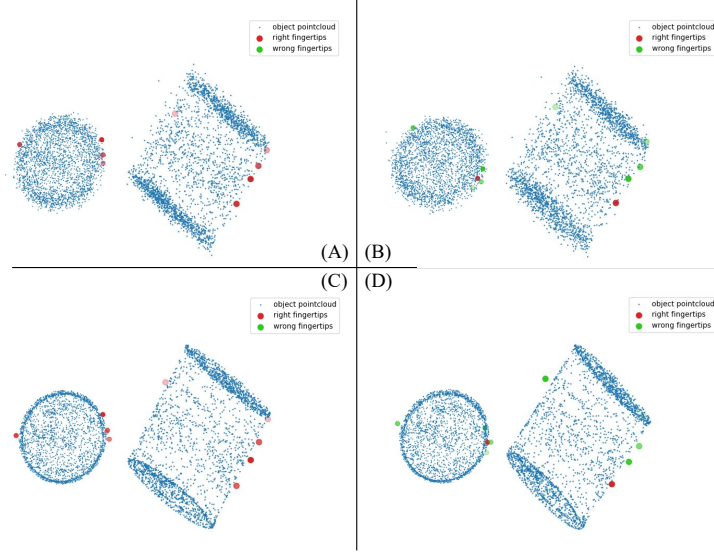 object pointcloud
right fingertips
wrong fingertips
object pointcloud
right fingertips
wrong fingertips
(A)
(B)
(C)
(D)
object pointcloud
right fingertips
wrong fingertips
object pointcloud
right fingertips
wrong fingertips